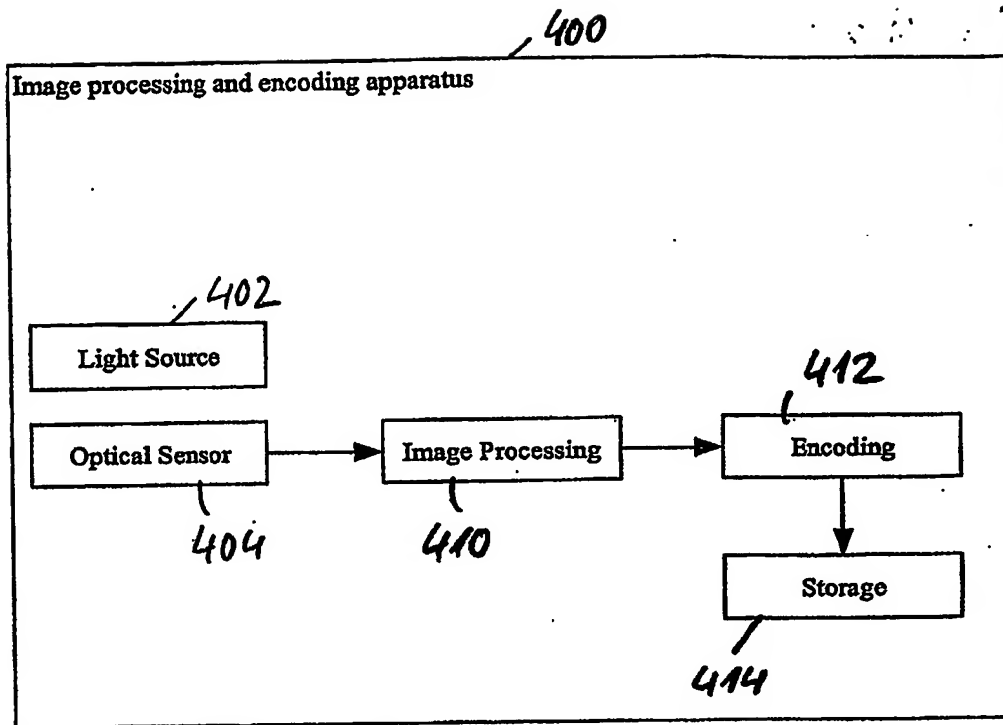 400
Image processing and encoding apparatus
402
Light Source
412
Optical Sensor
Image Processing
Encoding
404
410
Storage
414